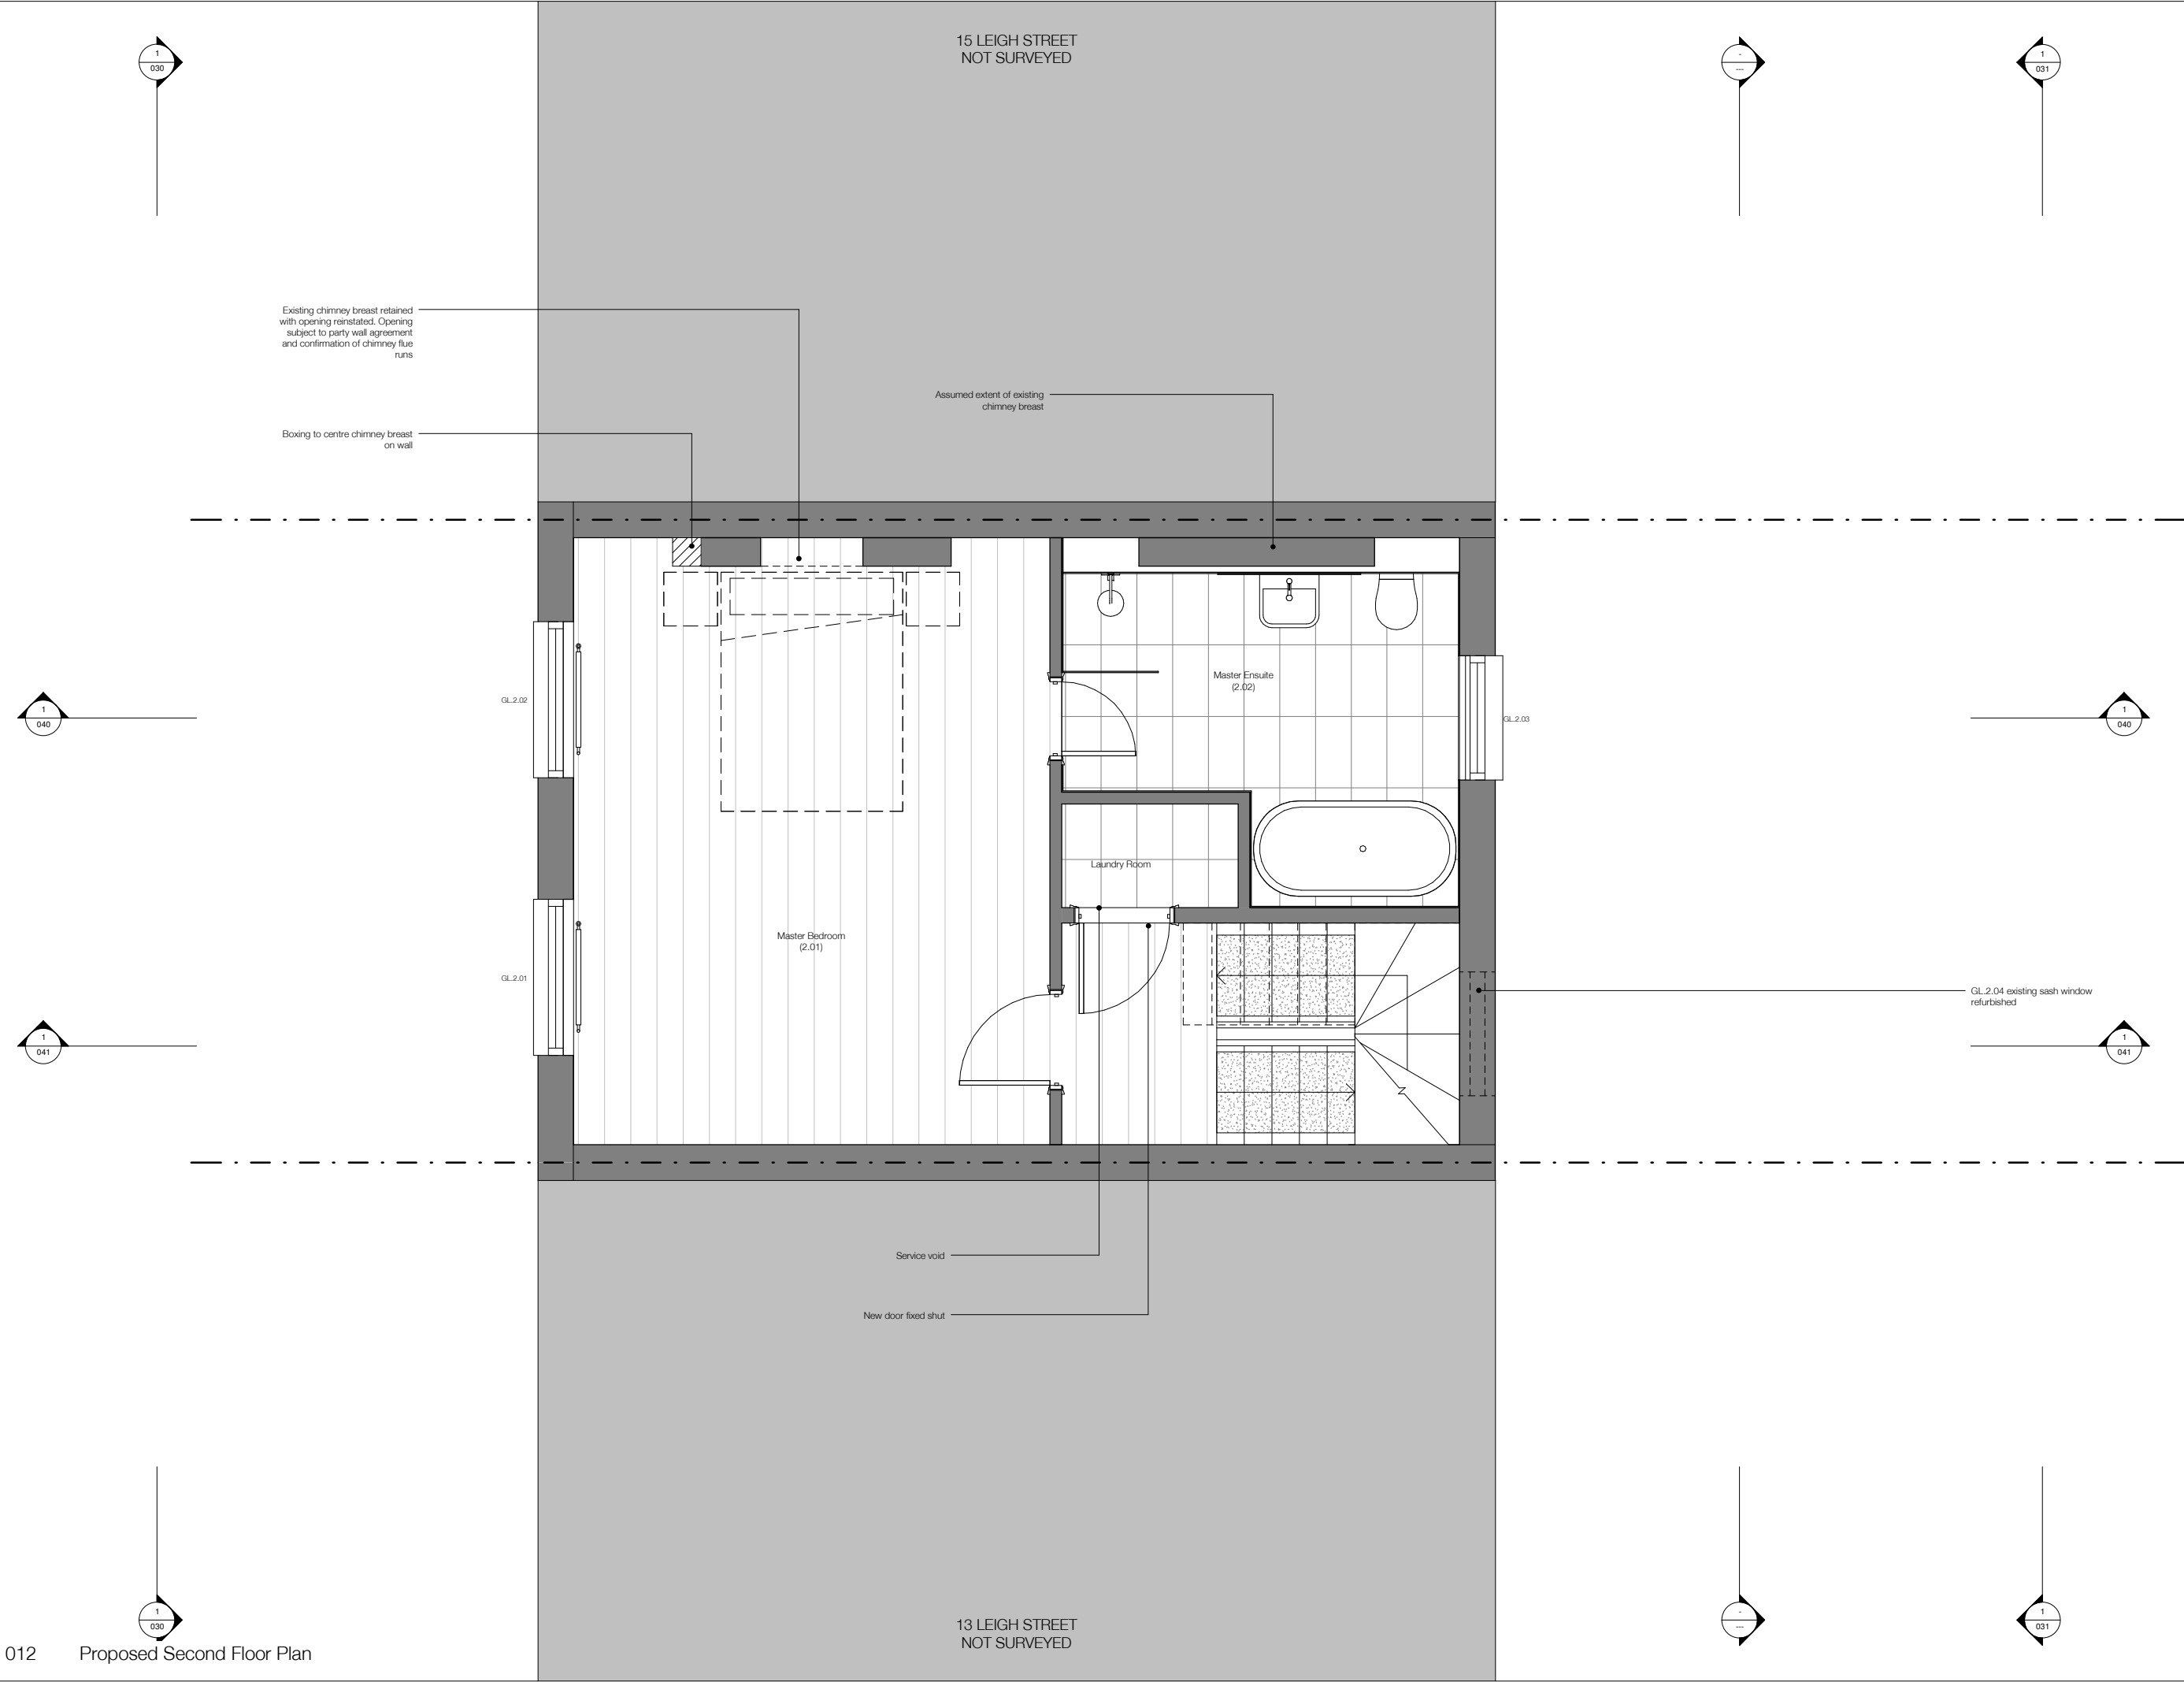 15 LEIGH STREET
NOT SURVEYED
1
030
-
---
1
031
Existing chimney breast retained
with opening reinstated. Opening
subject to party wall agreement
and confirmation of chimney flue
runs
Assumed extent of existing
chimney breast
Boxing to centre chimney breast
on wall
GL.2.02
Master Ensuite
(2.02)
1
040
GL.2.03
1
040
Laundry Room
Master Bedroom
(2.01)
GL.2.01
GL.2.04 existing sash window
refurbished
1
041
1
041
Service void
New door fixed shut
1
030
13 LEIGH STREET
NOT SURVEYED
-
---
1
031
012 Proposed Second Floor Plan